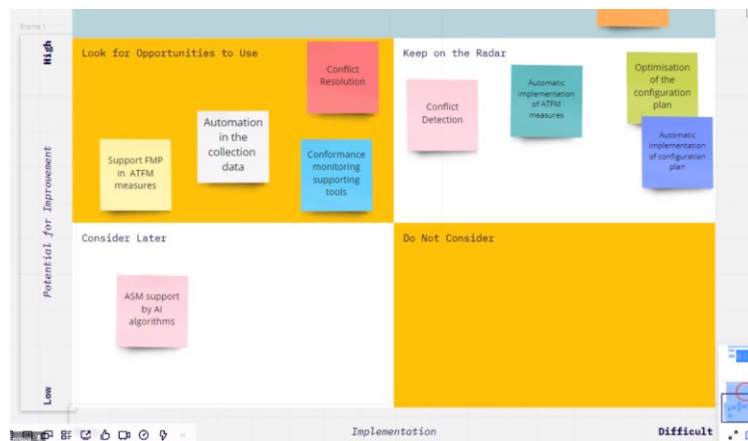 Frame 1
High
Look for Opportunities to Use
Keep on the Radar
Conflict
Resolution
Optimisation
of the
configuration
plan
Automatic
implementation
of ATFM
measures
Conflict
Detection
Automation
in the
collection
data
Support FMP
in ATFM
measures
Conformance
monitoring
supporting
tools
Automatic
implementation
of configuration
plan
Potential for Improvement
Consider Later
Do Not Consider
ASM support
by AI
algorithms
Low
Implementation
Difficult